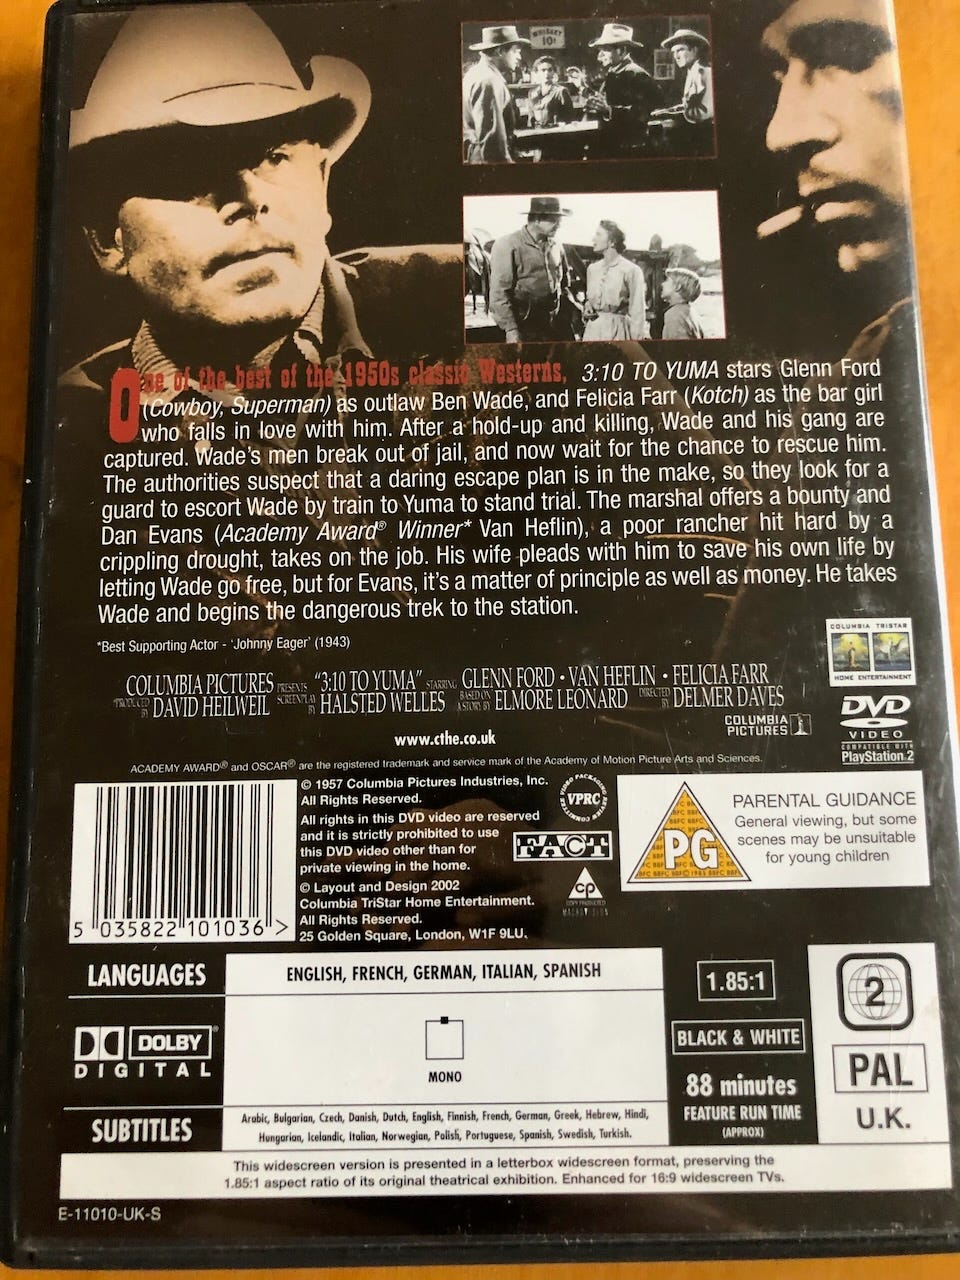 WHISKEY
10¢
One of the best of the 1950s classic Westerns, 3:10 TO YUMA stars Glenn Ford
(Cowboy, Superman) as outlaw Ben Wade, and Felicia Farr (Kotch) as the bar girl
who falls in love with him. After a hold-up and killing, Wade and his gang are
captured. Wade's men break out of jail, and now wait for the chance to rescue him.
The authorities suspect that a daring escape plan is in the make, so they look for a
guard to escort Wade by train to Yuma to stand trial. The marshal offers a bounty and
Dan Evans (Academy Award® Winner* Van Heflin), a poor rancher hit hard by a
crippling drought, takes on the job. His wife pleads with him to save his own life by
letting Wade go free, but for Evans, it's a matter of principle as well as money. He takes
Wade and begins the dangerous trek to the station.
*Best Supporting Actor - 'Johnny Eager' (1943)
COLUMBIA TRISTAR
HOME ENTERTAINMENT
COLUMBIA PICTURES PRESENTS "3:10 TO YUMA" STARRING GLENN FORD • VAN HEFLIN • FELICIA FARR
PRODUCED BY DAVID HEILWEIL SCREENPLAY BY HALSTED WELLES BASED ON A STORY BY ELMORE LEONARD DIRECTED BY DELMER DAVES
COLUMBIA
PICTURES
DVD
VIDEO
COMPATIBLE WITH
PlayStation 2
www.cthe.co.uk
ACADEMY AWARD® and OSCAR® are the registered trademark and service mark of the Academy of Motion Picture Arts and Sciences.
© 1957 Columbia Pictures Industries, Inc.
All Rights Reserved.
All rights in this DVD video are reserved
and it is strictly prohibited to use
this DVD video other than for
private viewing in the home.
© Layout and Design 2002
Columbia TriStar Home Entertainment.
All Rights Reserved.
25 Golden Square, London, W1F 9LU.
5 035822 101036 >
VIDEO PACKAGING REVIEW COMMITTEE
VPRC
FACT
cp
COPY PROTECTED
MACROVISION
PG
PARENTAL GUIDANCE
General viewing, but some
scenes may be unsuitable
for young children
LANGUAGES
ENGLISH, FRENCH, GERMAN, ITALIAN, SPANISH
DOLBY
DIGITAL
MONO
SUBTITLES
Arabic, Bulgarian, Czech, Danish, Dutch, English, Finnish, French, German, Greek, Hebrew, Hindi,
Hungarian, Icelandic, Italian, Norwegian, Polish, Portuguese, Spanish, Swedish, Turkish.
1.85:1
BLACK & WHITE
88 minutes
FEATURE RUN TIME
(APPROX)
2
PAL
U.K.
This widescreen version is presented in a letterbox widescreen format, preserving the
1.85:1 aspect ratio of its original theatrical exhibition. Enhanced for 16:9 widescreen TVs.
E-11010-UK-S